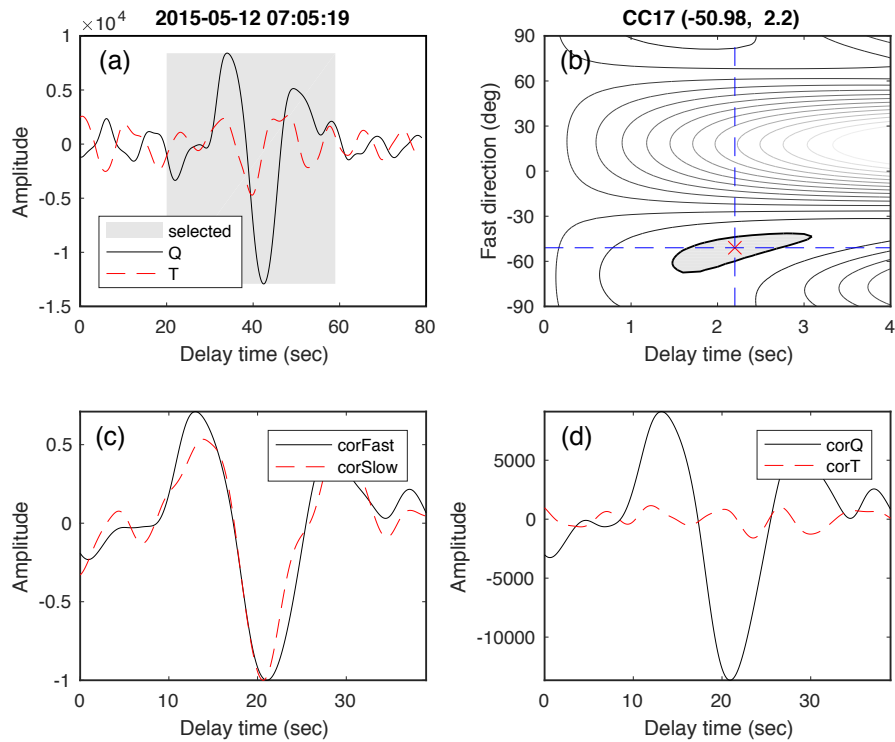 2015-05-12 07:05:19
×10⁴
(a)
1
0.5
0
-0.5
-1
-1.5
Amplitude
selected
Q
T
0 20 40 60 80
Delay time (sec)
CC17 (-50.98, 2.2)
(b)
90
60
30
0
-30
-60
-90
Fast direction (deg)
0 1 2 3 4
Delay time (sec)
(c)
0.5
0
-0.5
-1
Amplitude
corFast
corSlow
0 10 20 30
Delay time (sec)
(d)
5000
0
-5000
-10000
Amplitude
corQ
corT
0 10 20 30
Delay time (sec)